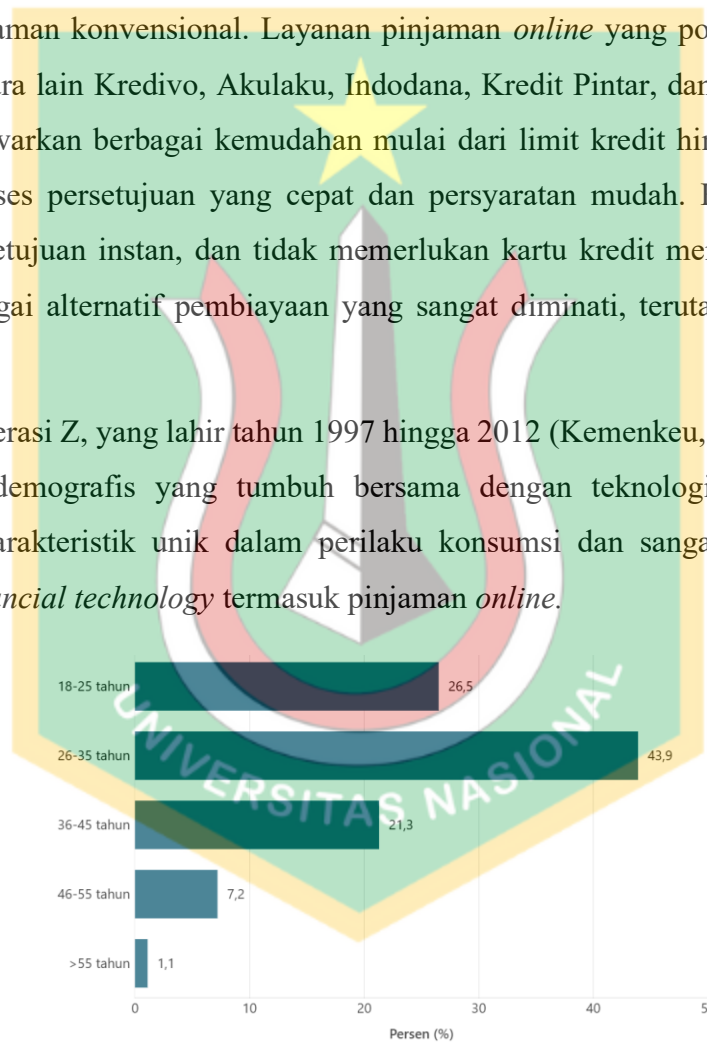 aman konvensional. Layanan pinjaman online yang po
ra lain Kredivo, Akulaku, Indodana, Kredit Pintar, dan
varkan berbagai kemudahan mulai dari limit kredit hin
ses persetujuan yang cepat dan persyaratan mudah.
etujuan instan, dan tidak memerlukan kartu kredit me
gai alternatif pembiayaan yang sangat diminati, teruta
erasi Z, yang lahir tahun 1997 hingga 2012 (Kemenkeu,
demografis yang tumbuh bersama dengan teknologi
arakteristik unik dalam perilaku konsumsi dan sanga
ancial technology termasuk pinjaman online.
18-25 tahun 26,5
26-35 tahun 43,9
36-45 tahun 21,3
46-55 tahun 7,2
>55 tahun 1,1
0 10 20 30 40 5
Persen (%)
UNIVERSITAS NASIONAL